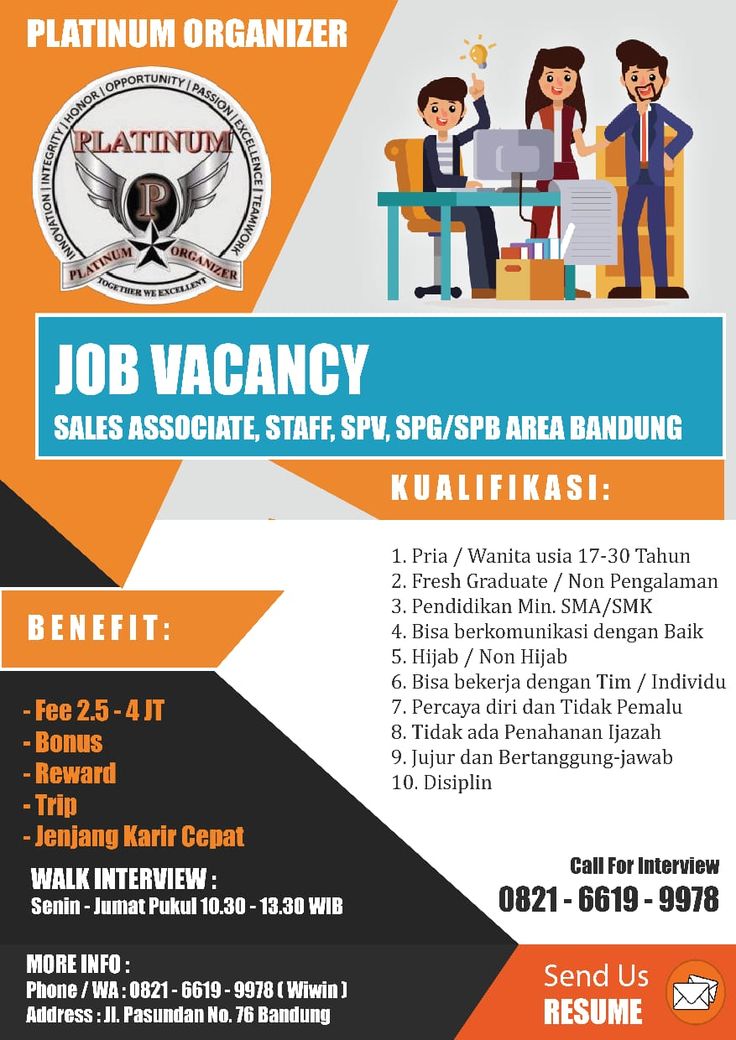 PLATINUM ORGANIZER
INNOVATION | INTEGRITY | HONOR | OPPORTUNITY | PASSION | EXCELLENCE | TEAMWORK
PLATINUM
P
PLATINUM ORGANIZER
TOGETHER WE EXCELLENT
JOB VACANCY
SALES ASSOCIATE, STAFF, SPV, SPG/SPB AREA BANDUNG
KUALIFIKASI:
1. Pria / Wanita usia 17-30 Tahun
2. Fresh Graduate / Non Pengalaman
3. Pendidikan Min. SMA/SMK
4. Bisa berkomunikasi dengan Baik
5. Hijab / Non Hijab
6. Bisa bekerja dengan Tim / Individu
7. Percaya diri dan Tidak Pemalu
8. Tidak ada Penahanan Ijazah
9. Jujur dan Bertanggung-jawab
10. Disiplin
BENEFIT:
- Fee 2.5 - 4 JT
- Bonus
- Reward
- Trip
- Jenjang Karir Cepat
WALK INTERVIEW :
Senin - Jumat Pukul 10.30 - 13.30 WIB
Call For Interview
0821 - 6619 - 9978
MORE INFO :
Phone / WA : 0821 - 6619 - 9978 ( Wiwin )
Address : Jl. Pasundan No. 76 Bandung
Send Us
RESUME